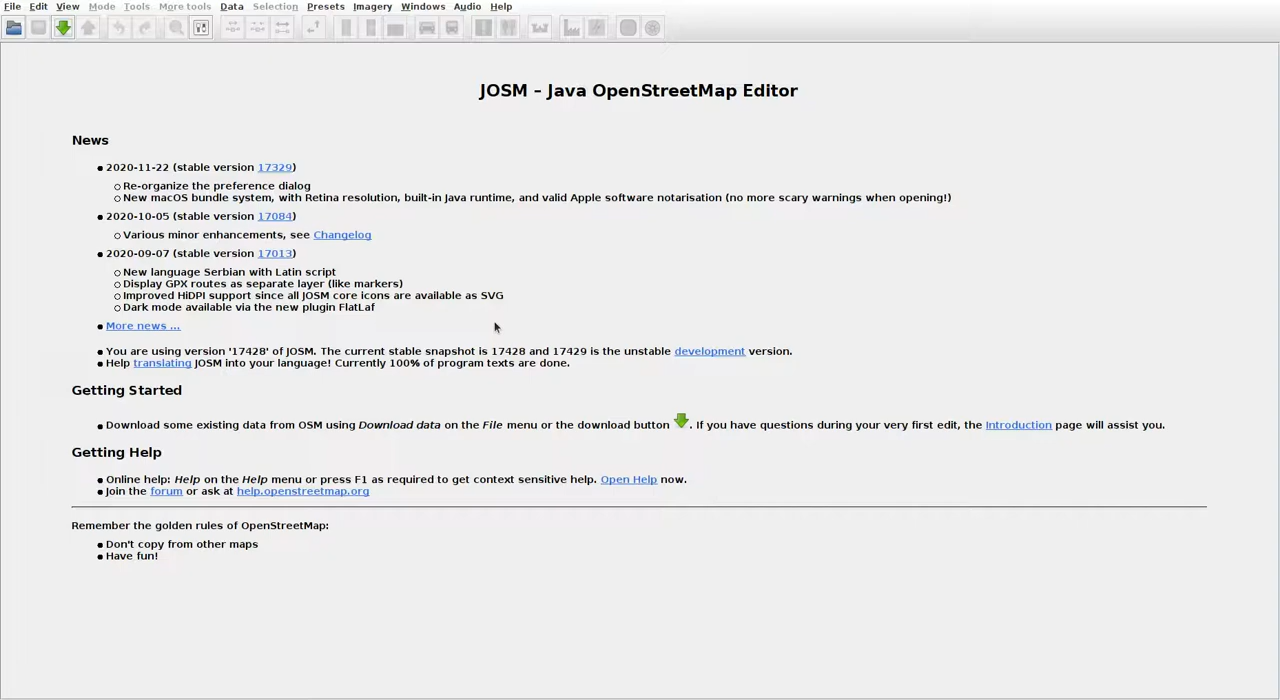 File Edit View Mode Tools More tools Data Selection Presets Imagery Windows Audio Help
JOSM – Java OpenStreetMap Editor
News
2020-11-22 (stable version 17329)
Re-organize the preference dialog
New macOS bundle system, with Retina resolution, built-in Java runtime, and valid Apple software notarisation (no more scary warnings when opening!)
2020-10-05 (stable version 17084)
Various minor enhancements, see Changelog
2020-09-07 (stable version 17013)
New language Serbian with Latin script
Display GPX routes as separate layer (like markers)
Improved HiDPI support since all JOSM core icons are available as SVG
Dark mode available via the new plugin FlatLaf
More news ...
You are using version '17428' of JOSM. The current stable snapshot is 17428 and 17429 is the unstable development version.
Help translating JOSM into your language! Currently 100% of program texts are done.
Getting Started
Download some existing data from OSM using Download data on the File menu or the download button . If you have questions during your very first edit, the Introduction page will assist you.
Getting Help
Online help: Help on the Help menu or press F1 as required to get context sensitive help. Open Help now.
Join the forum or ask at help.openstreetmap.org
Remember the golden rules of OpenStreetMap:
Don't copy from other maps
Have fun!